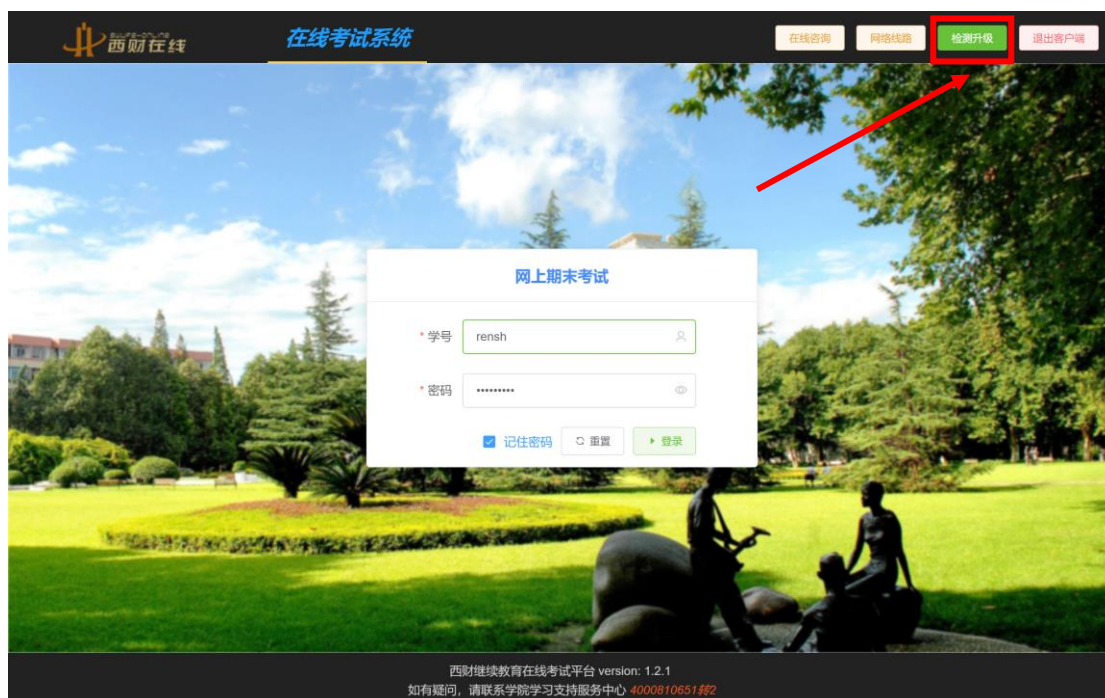 SWUFE-ONLINE
西财在线
在线考试系统
在线咨询
网络线路
检测升级
退出客户端
网上期末考试
* 学号
rensh
* 密码
•••••••••
记住密码
重置
登录
西财继续教育在线考试平台 version: 1.2.1
如有疑问，请联系学院学习支持服务中心 4000810651转2